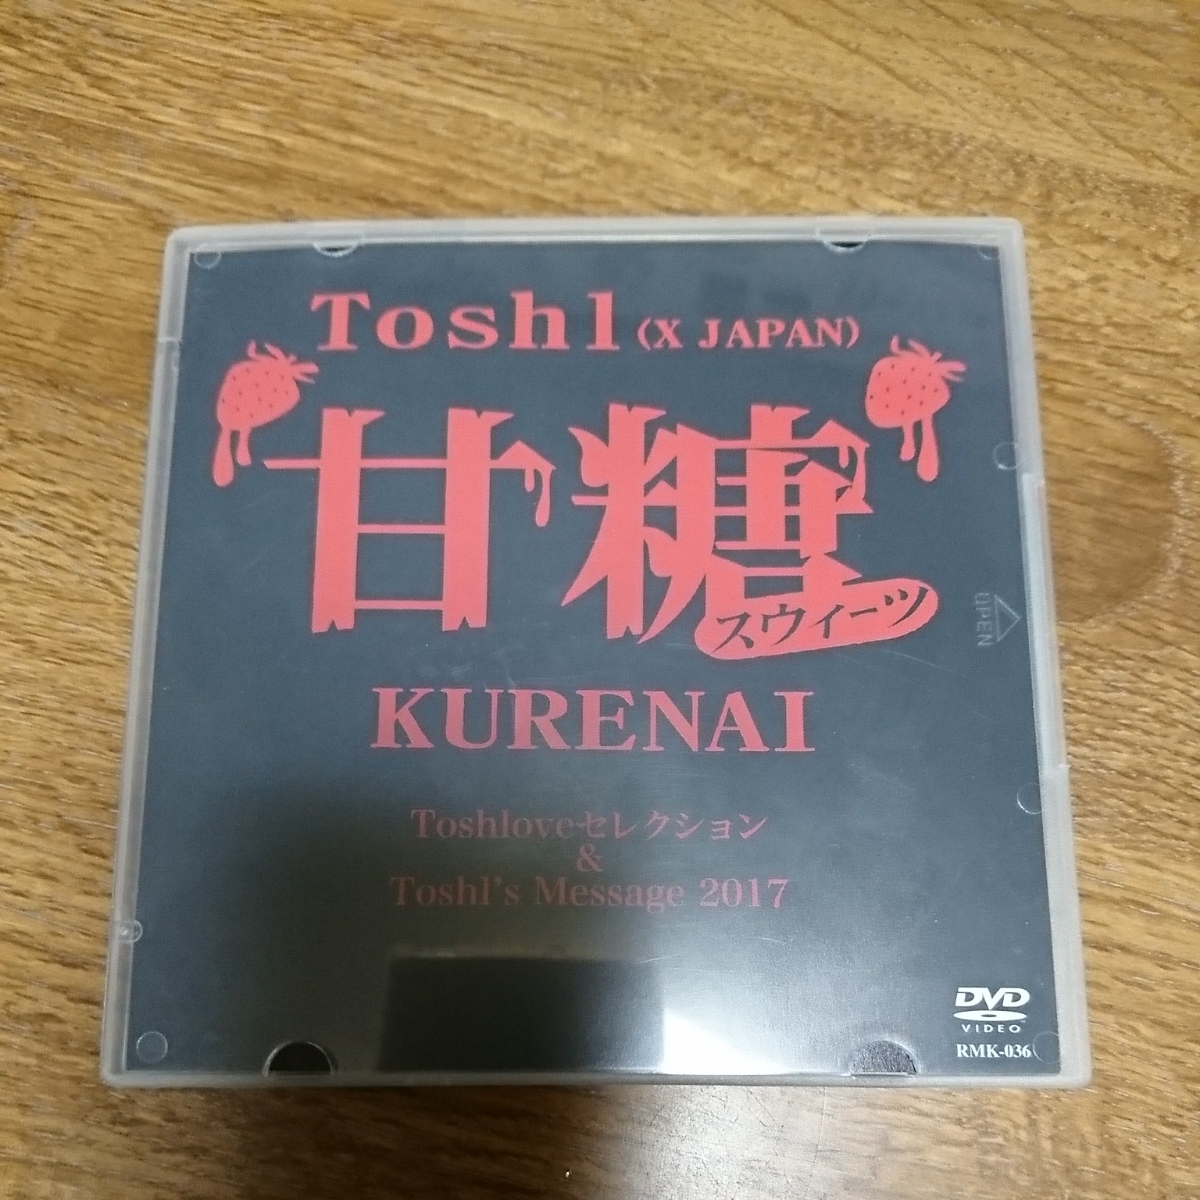 Toshl (X JAPAN)
甘糖
スウィーツ
KURENAI
Toshloveセレクション
&
Toshl's Message 2017
OPEN
DVD
VIDEO
RMK-036